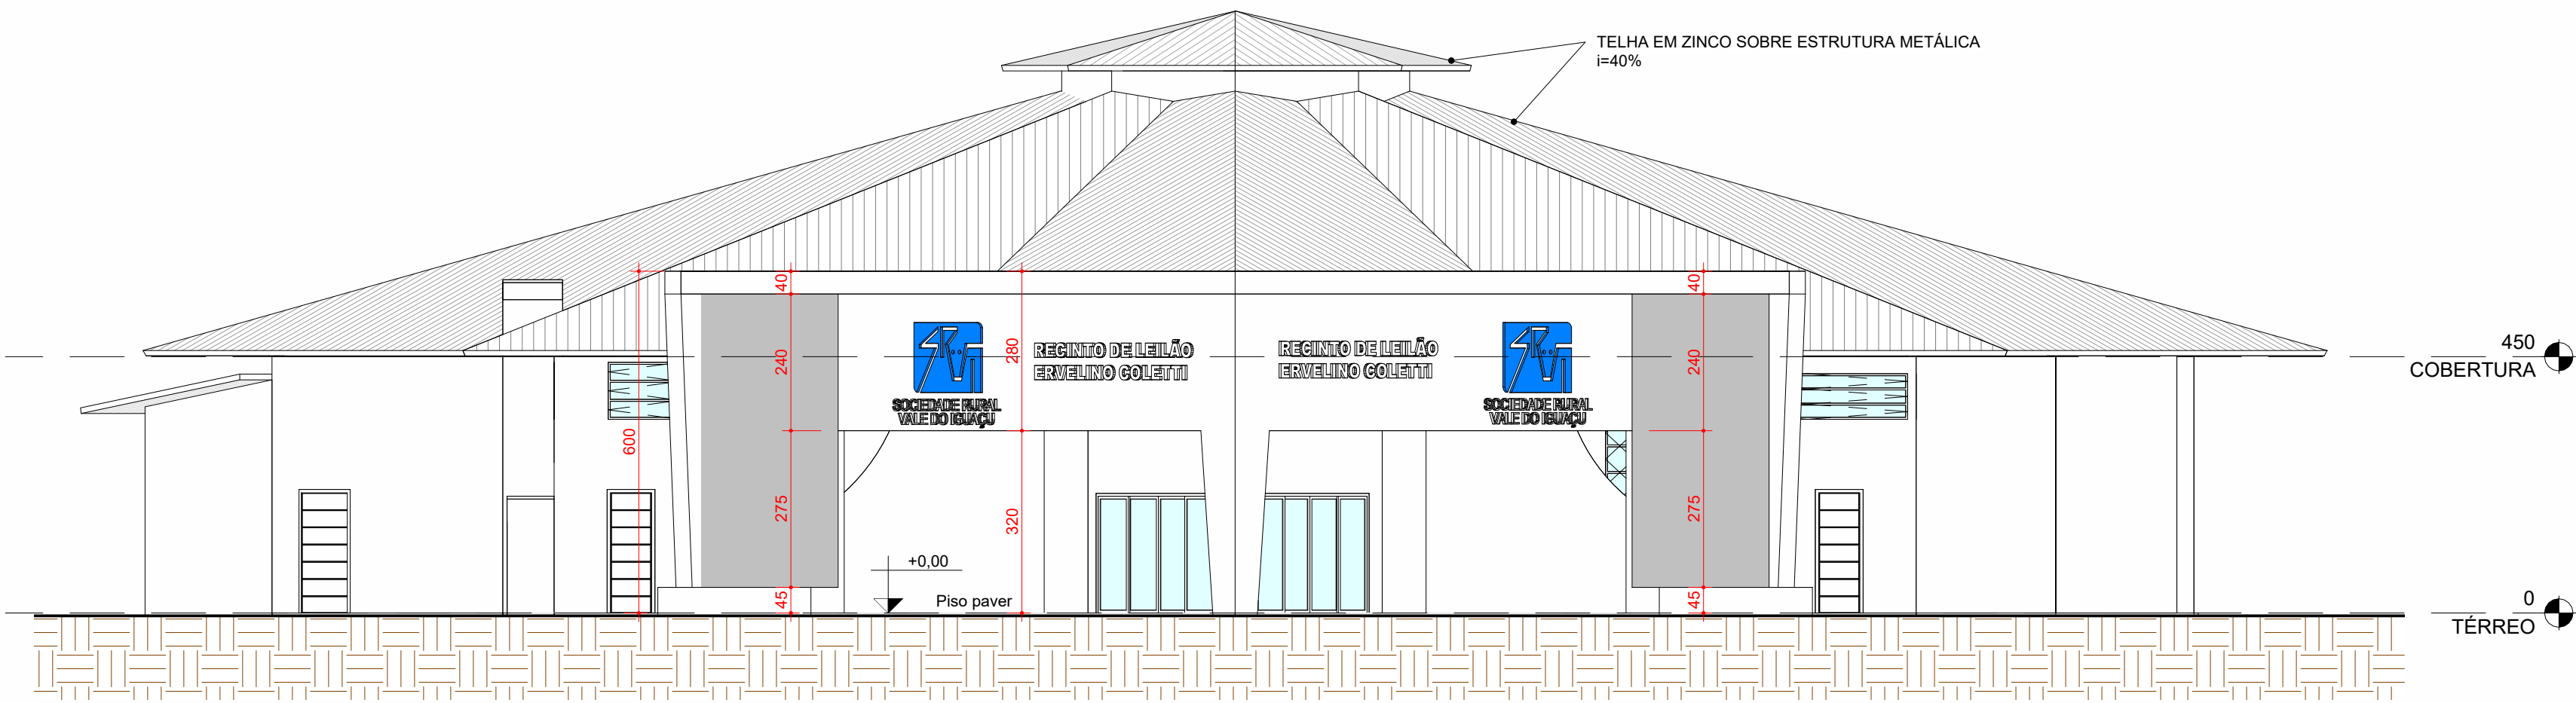 TELHA EM ZINCO SOBRE ESTRUTURA METÁLICA
i=40%
40
40
240
280
240
RECINTO DE LEILÃO
ERVELINO COLETTI
RECINTO DE LEILÃO
ERVELINO COLETTI
SRVI
SRVI
450
COBERTURA
SOCIEDADE RURAL
VALE DO IGUAÇU
SOCIEDADE RURAL
VALE DO IGUAÇU
600
275
320
275
+0,00
Piso paver
45
45
0
TÉRREO